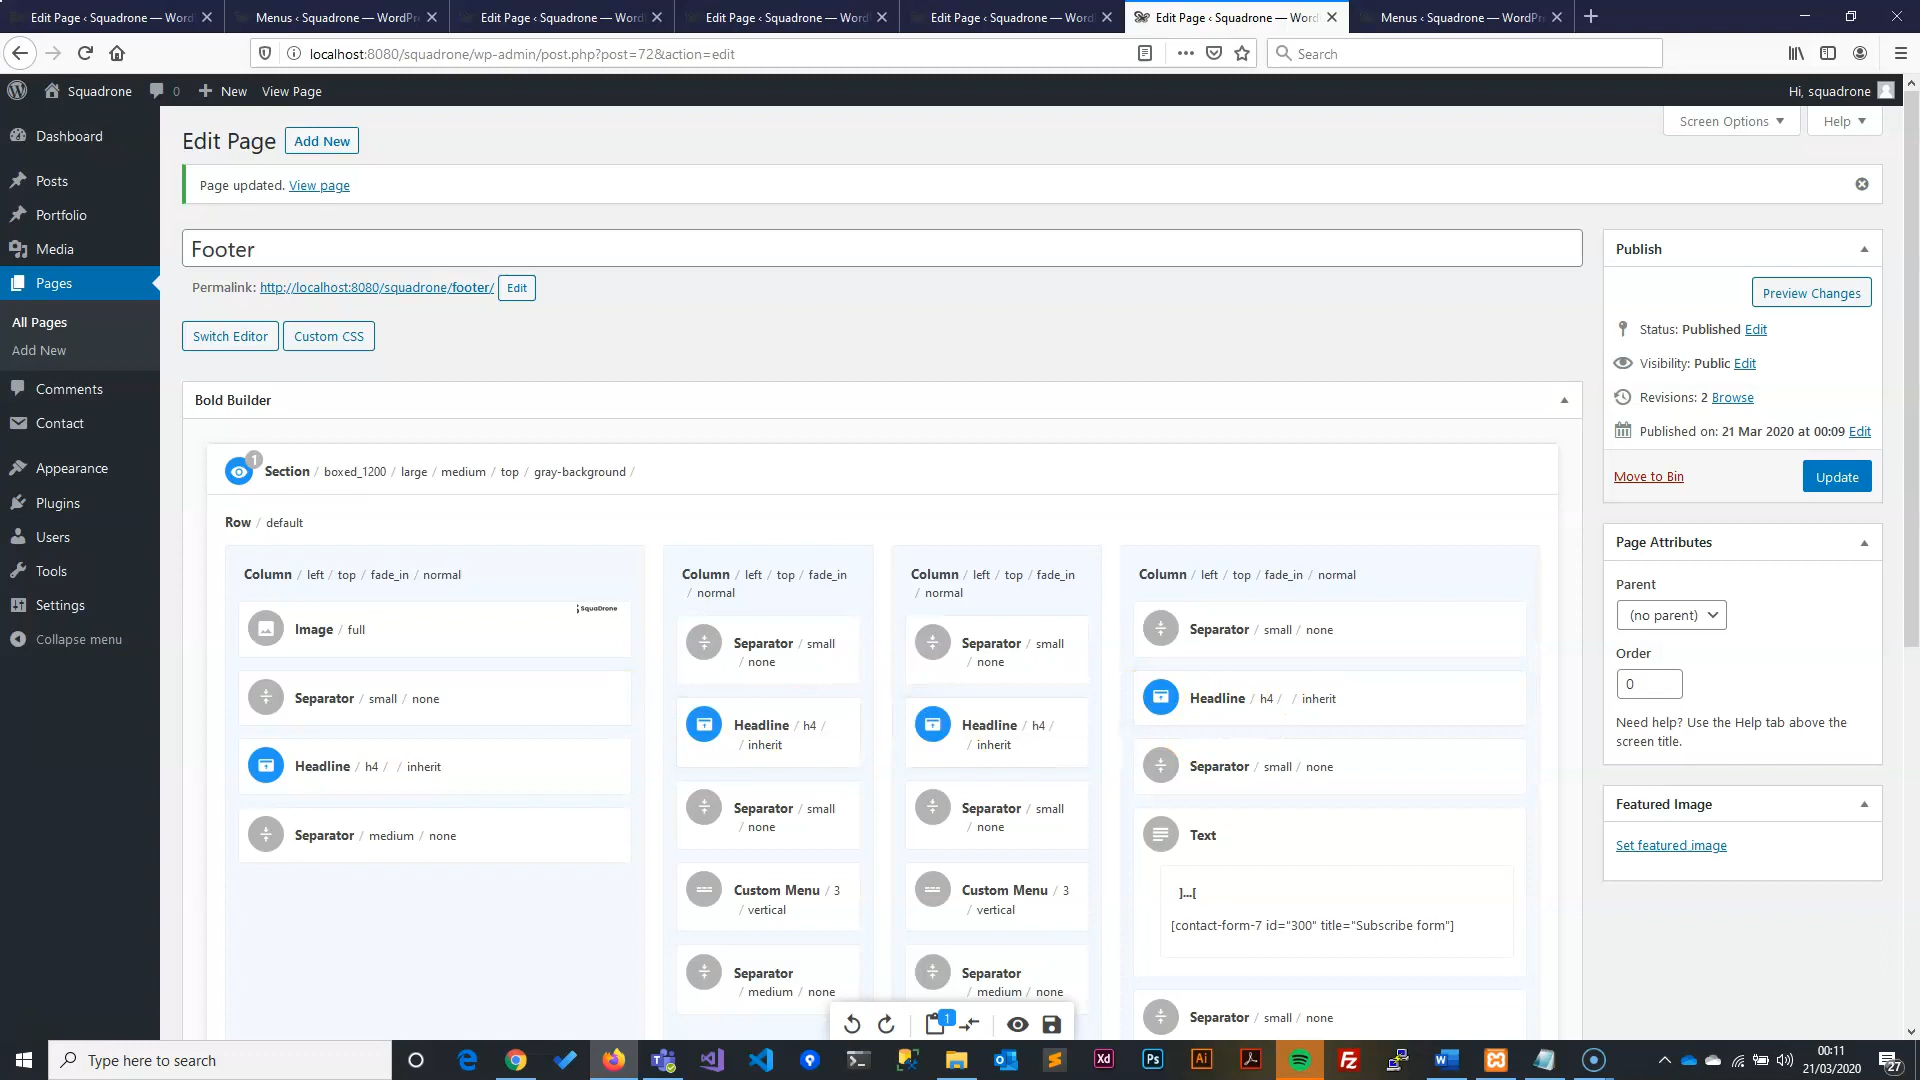 Edit Page ‹ Squadrone — Word
Menus ‹ Squadrone — WordPr
Edit Page ‹ Squadrone — Word
Edit Page ‹ Squadrone — Word
Edit Page ‹ Squadrone — Word
Edit Page ‹ Squadrone — Word
Menus ‹ Squadrone — WordPr
localhost:8080/squadrone/wp-admin/post.php?post=72&action=edit
Search
Squadrone
0
New
View Page
Hi, squadrone
Dashboard
Posts
Portfolio
Media
Pages
All Pages
Add New
Comments
Contact
Appearance
Plugins
Users
Tools
Settings
Collapse menu
Screen Options
Help
Edit Page
Add New
Page updated. View page
Footer
Permalink: http://localhost:8080/squadrone/footer/ Edit
Switch Editor
Custom CSS
Bold Builder
1
Section / boxed_1200 / large / medium / top / gray-background /
Row / default
Column / left / top / fade_in / normal
SquaDrone
Image / full
Separator / small / none
Headline / h4 / / inherit
Separator / medium / none
Column / left / top / fade_in
/ normal
Separator / small
/ none
Headline / h4 /
/ inherit
Separator / small
/ none
Custom Menu / 3
/ vertical
Separator
/ medium / none
Column / left / top / fade_in
/ normal
Separator / small
/ none
Headline / h4 /
/ inherit
Separator / small
/ none
Custom Menu / 3
/ vertical
Separator
/ medium / none
Column / left / top / fade_in / normal
Separator / small / none
Headline / h4 / / inherit
Separator / small / none
Text
]...[
[contact-form-7 id="300" title="Subscribe form"]
Separator / small / none
1
Publish
Preview Changes
Status: Published Edit
Visibility: Public Edit
Revisions: 2 Browse
Published on: 21 Mar 2020 at 00:09 Edit
Move to Bin
Update
Page Attributes
Parent
(no parent)
Order
0
Need help? Use the Help tab above the
screen title.
Featured Image
Set featured image
Type here to search
Xd
Ps
Ai
Fz
00:11
21/03/2020
27